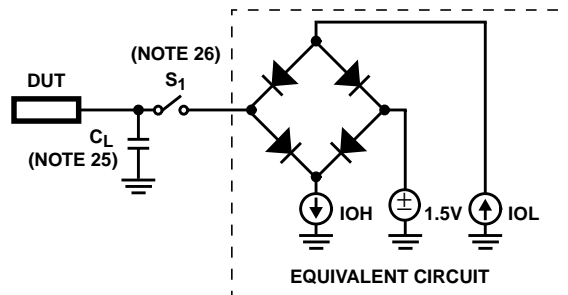 (NOTE 26)
DUT
S1
CL
(NOTE 25)
IOH
±
1.5V
IOL
EQUIVALENT CIRCUIT